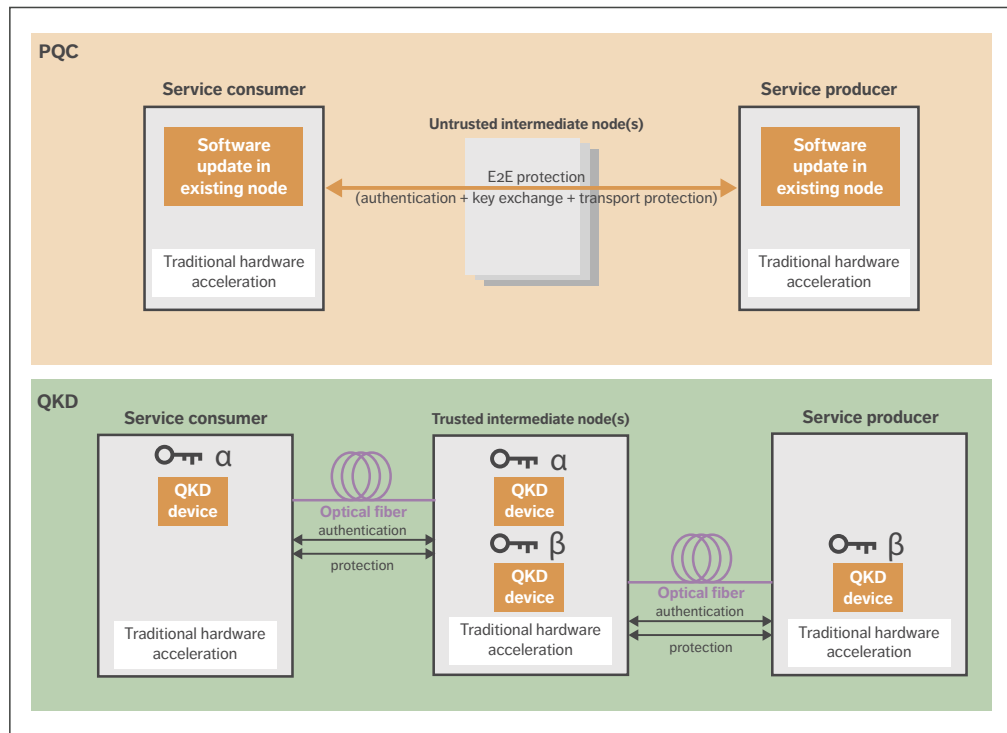 PQC
Service consumer
Service producer
Untrusted intermediate node(s)
Software
update in
existing node
E2E protection
(authentication + key exchange + transport protection)
Software
update in
existing node
Traditional hardware
acceleration
Traditional hardware
acceleration
QKD
Service consumer
Trusted intermediate node(s)
Service producer
α
QKD
device
Optical fiber
authentication
protection
α
QKD
device
β
QKD
device
Optical fiber
authentication
protection
β
QKD
device
Traditional hardware
acceleration
Traditional hardware
acceleration
Traditional hardware
acceleration